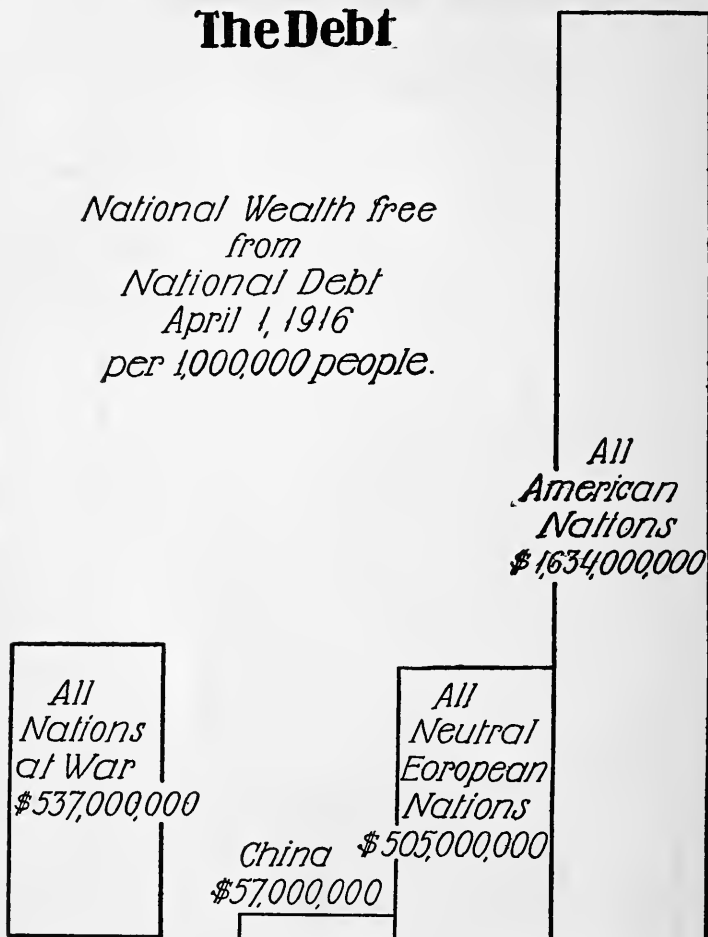 The Debt
National Wealth free
from
National Debt
April 1, 1916
per 1,000,000 people.
All
American
Nations
$1,634,000,000
All
Nations
at War
$537,000,000
All
Neutral
Eoropean
Nations
$505,000,000
China
$57,000,000